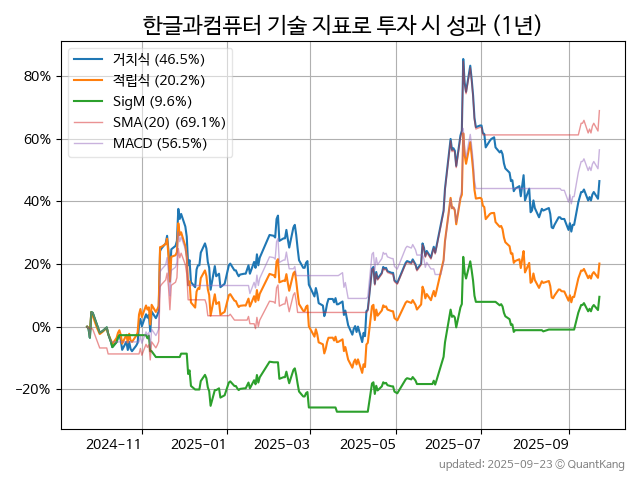 한글과컴퓨터 기술 지표로 투자 시 성과 (1년)
거치식 (46.5%)
적립식 (20.2%)
SigM (9.6%)
SMA(20) (69.1%)
MACD (56.5%)
80%
60%
40%
20%
0%
−20%
2024-11
2025-01
2025-03
2025-05
2025-07
2025-09
updated: 2025-09-23 ⓒ QuantKang